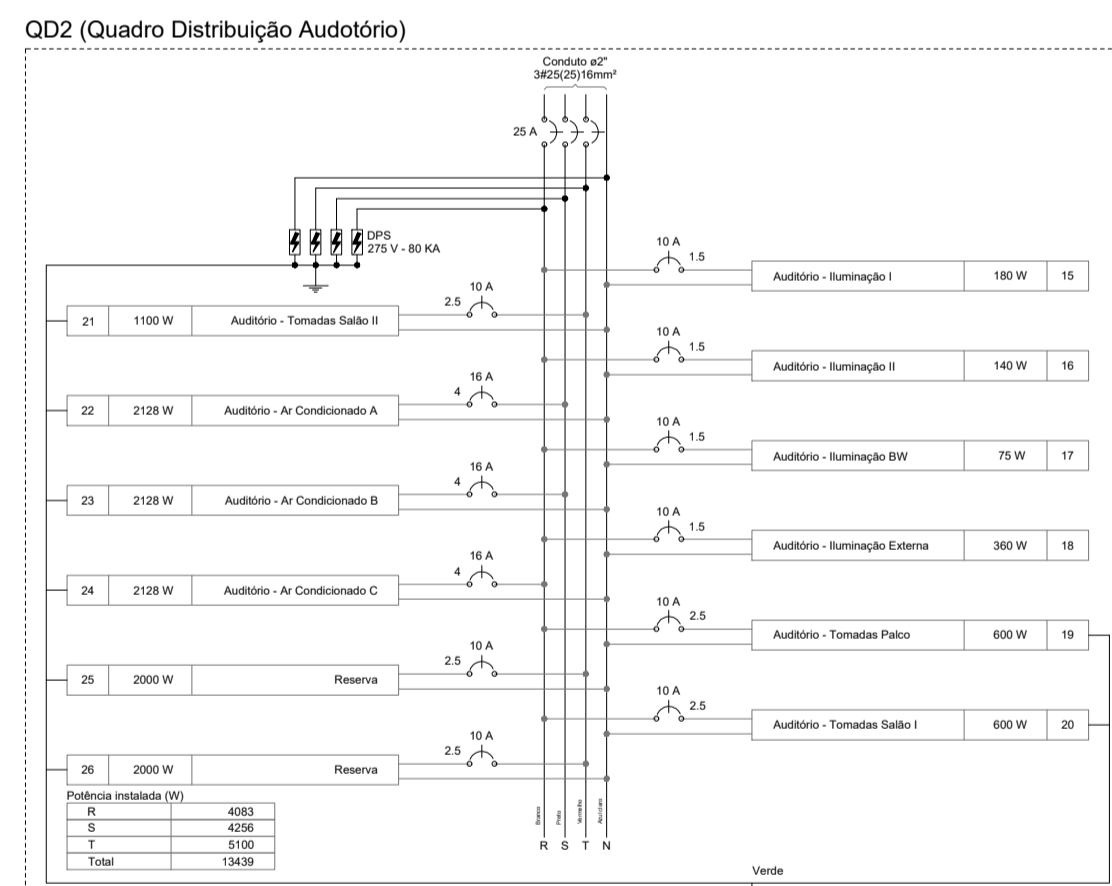 QD2 (Quadro Distribuição Audotório)
Conduto ø2"
3#25(25)16mm²
25 A
DPS
275 V - 80 KA
10 A
1.5
Auditório - Iluminação I 180 W 15
10 A
2.5
21 1100 W Auditório - Tomadas Salão II
10 A
1.5
Auditório - Iluminação II 140 W 16
16 A
4
22 2128 W Auditório - Ar Condicionado A
10 A
1.5
Auditório - Iluminação BW 75 W 17
16 A
4
23 2128 W Auditório - Ar Condicionado B
10 A
1.5
Auditório - Iluminação Externa 360 W 18
16 A
4
24 2128 W Auditório - Ar Condicionado C
10 A
2.5
Auditório - Tomadas Palco 600 W 19
10 A
2.5
25 2000 W Reserva
10 A
2.5
Auditório - Tomadas Salão I 600 W 20
10 A
2.5
26 2000 W Reserva
Potência instalada (W)
R 4083
S 4256
T 5100
Total 13439
Branco
Preto
Vermelho
Azul claro
R S T N
Verde